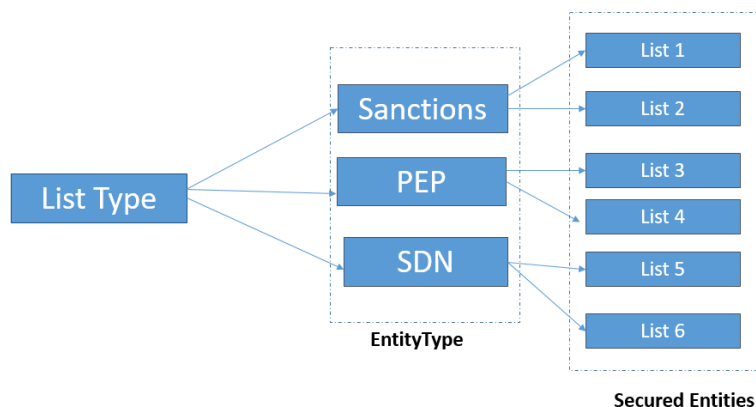 List Type
Sanctions
PEP
SDN
EntityType
List 1
List 2
List 3
List 4
List 5
List 6
Secured Entities